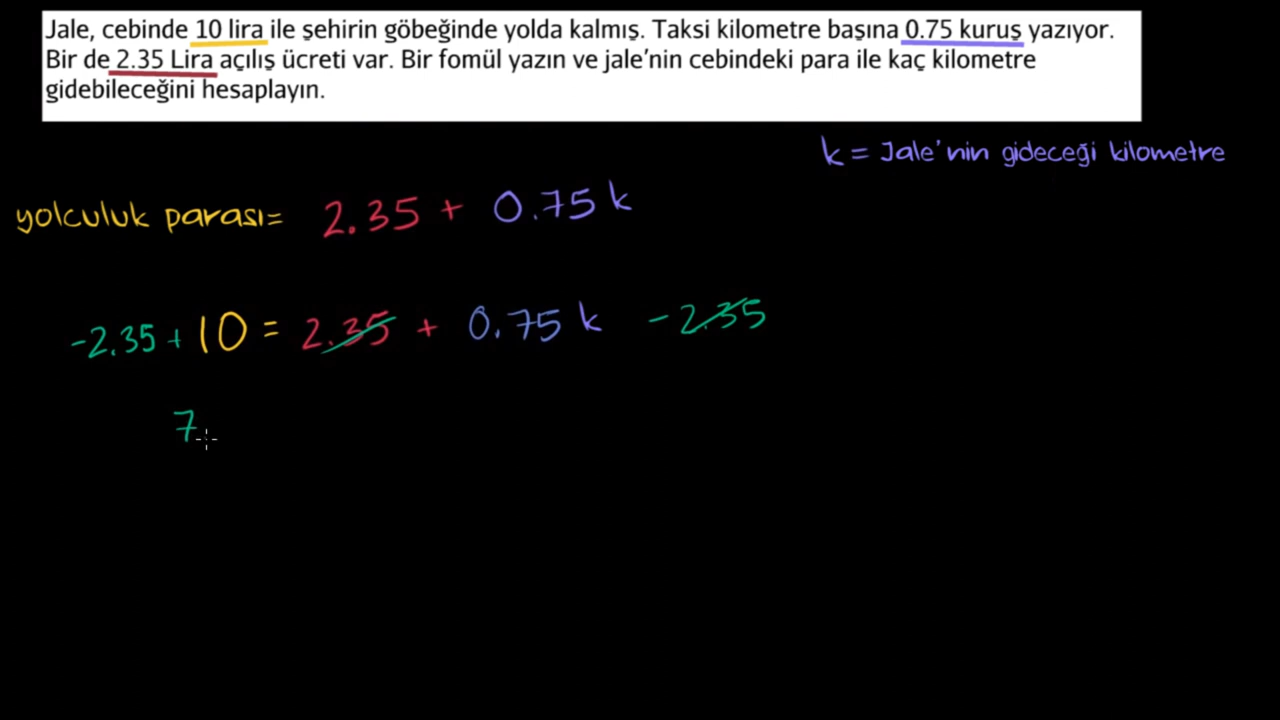 Jale, cebinde 10 lira ile şehirin göbeğinde yolda kalmış. Taksi kilometre başına 0.75 kuruş yazıyor.
Bir de 2.35 Lira açılış ücreti var. Bir fomül yazın ve jale'nin cebindeki para ile kaç kilometre
gidebileceğini hesaplayın.
k = Jale'nin gideceği kilometre
yolculuk parası= 2.35 + 0.75 k
-2.35 + 10 = 2.35 + 0.75 k - 2.35
7